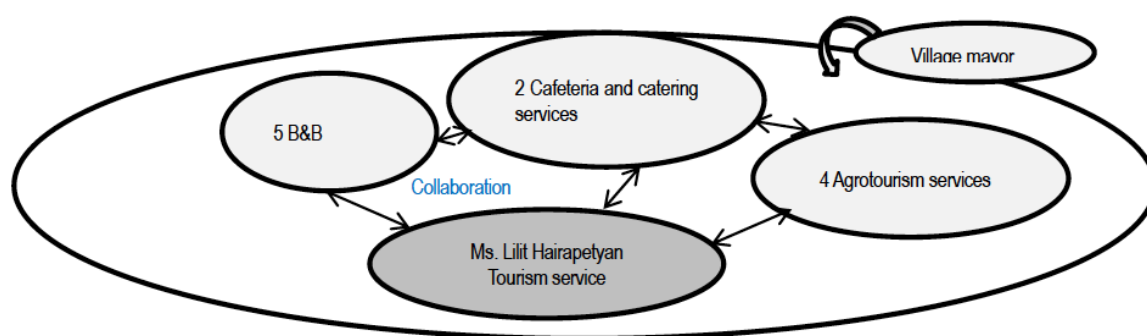 Village mayor
2 Cafeteria and catering
services
5 B&B
4 Agrotourism services
Collaboration
Ms. Lilit Hairapetyan
Tourism service